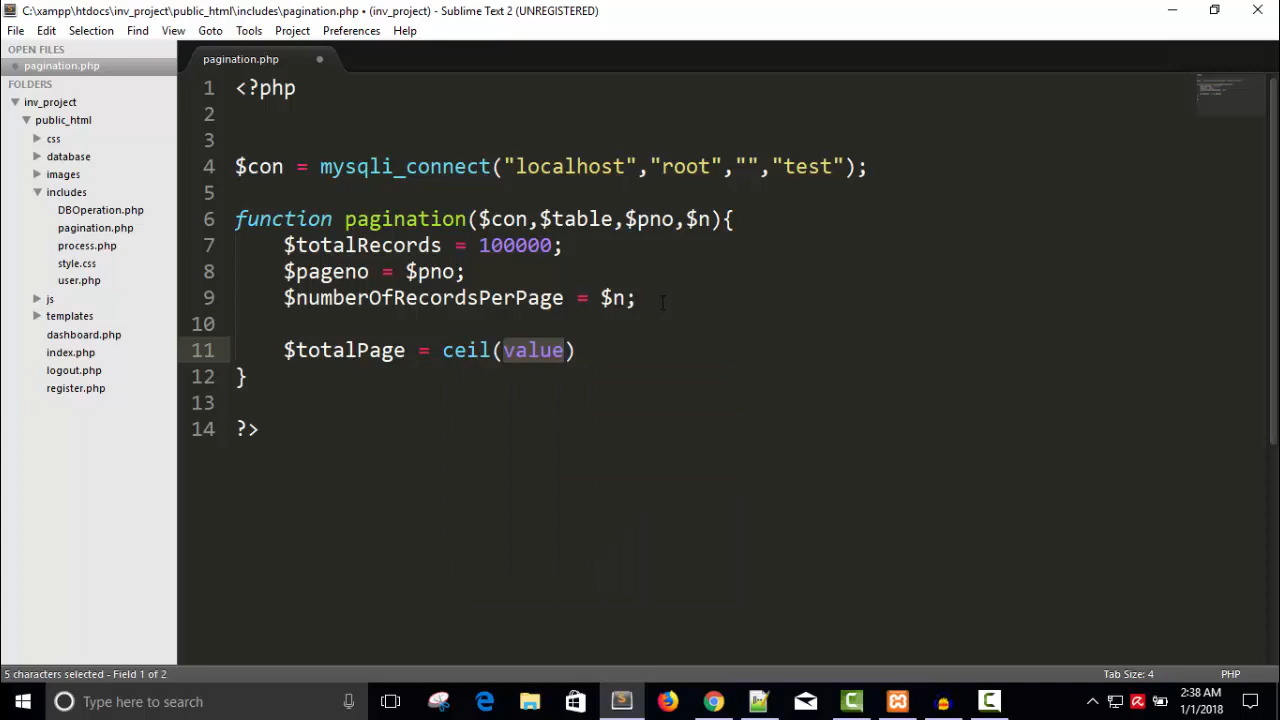 C:\xampp\htdocs\inv_project\public_html\includes\pagination.php • (inv_project) - Sublime Text 2 (UNREGISTERED)
File Edit Selection Find View Goto Tools Project Preferences Help
OPEN FILES
pagination.php
FOLDERS
inv_project
public_html
css
database
images
includes
DBOperation.php
pagination.php
process.php
style.css
user.php
js
templates
dashboard.php
index.php
logout.php
register.php
pagination.php
1 <?php
2
3
4 $con = mysqli_connect("localhost","root","","test");
5
6 function pagination($con,$table,$pno,$n){
7 $totalRecords = 100000;
8 $pageno = $pno;
9 $numberOfRecordsPerPage = $n;
10
11 $totalPage = ceil(value)
12 }
13
14 ?>
5 characters selected - Field 1 of 2
Tab Size: 4
PHP
Type here to search
2:38 AM
1/1/2018